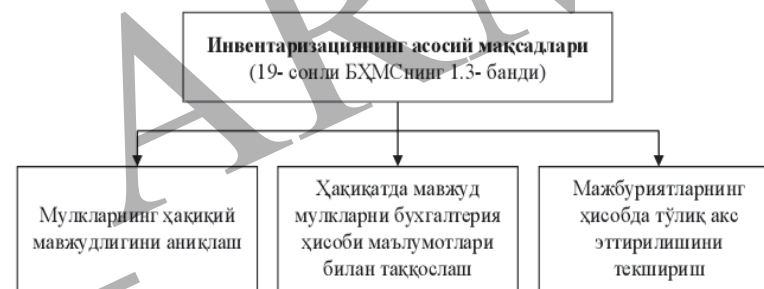 Инвентаризациянинг асосий мақсадлари
(19- сонли БҲМСнинг 1.3- банди)
Мулкларнинг ҳақиқий
мавжудлигини аниқлаш
Ҳақиқатда мавжуд
мулкларни бухгалтерия
ҳисоби маълумотлари
билан таққослаш
Мажбуриятларнинг
ҳисобда тўлиқ акс
эттирилишини
текшириш